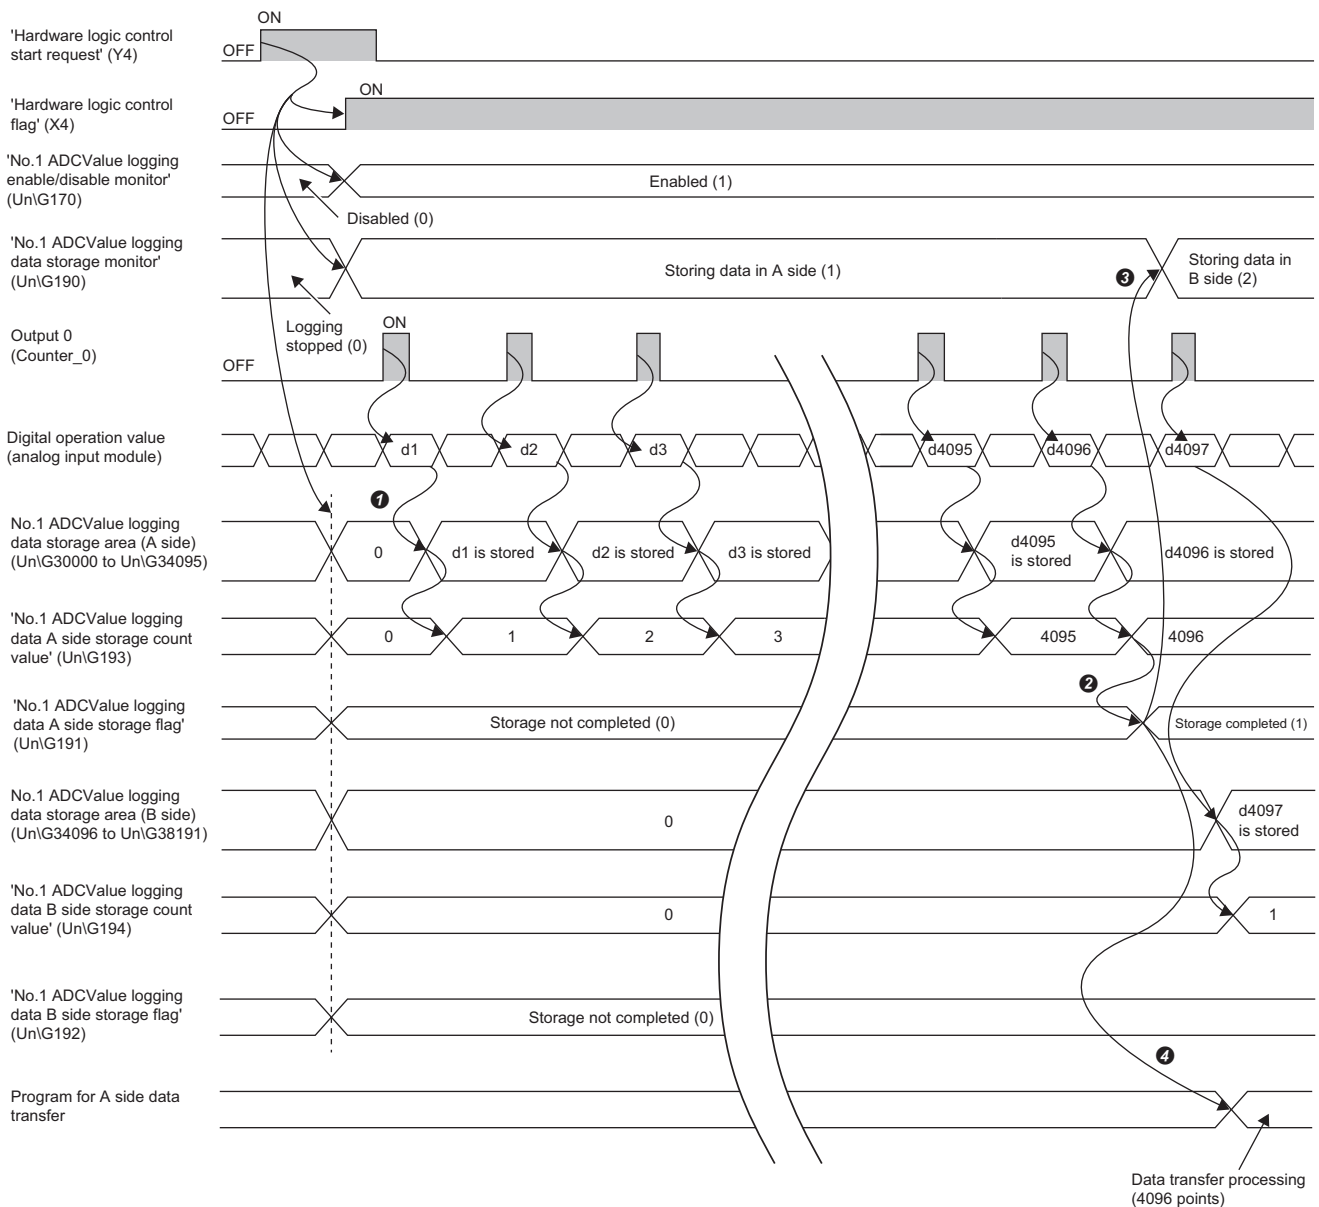 ON
'Hardware logic control
start request' (Y4)
OFF
ON
'Hardware logic control
flag' (X4)
OFF
'No.1 ADCValue logging
enable/disable monitor'
(Un\G170)
Enabled (1)
Disabled (0)
'No.1 ADCValue logging
data storage monitor'
(Un\G190)
Storing data in A side (1)
❸
Storing data in
B side (2)
Logging
stopped (0)
ON
Output 0
(Counter_0)
OFF
Digital operation value
(analog input module)
d1
d2
d3
d4095
d4096
d4097
❶
No.1 ADCValue logging
data storage area (A side)
(Un\G30000 to Un\G34095)
0
d1 is stored
d2 is stored
d3 is stored
d4095
is stored
d4096 is stored
'No.1 ADCValue logging
data A side storage count
value' (Un\G193)
0
1
2
3
4095
4096
❷
'No.1 ADCValue logging
data A side storage flag'
(Un\G191)
Storage not completed (0)
Storage completed (1)
No.1 ADCValue logging
data storage area (B side)
(Un\G34096 to Un\G38191)
0
d4097
is stored
'No.1 ADCValue logging
data B side storage count
value' (Un\G194)
0
1
'No.1 ADCValue logging
data B side storage flag'
(Un\G192)
Storage not completed (0)
❹
Program for A side data
transfer
Data transfer processing
(4096 points)